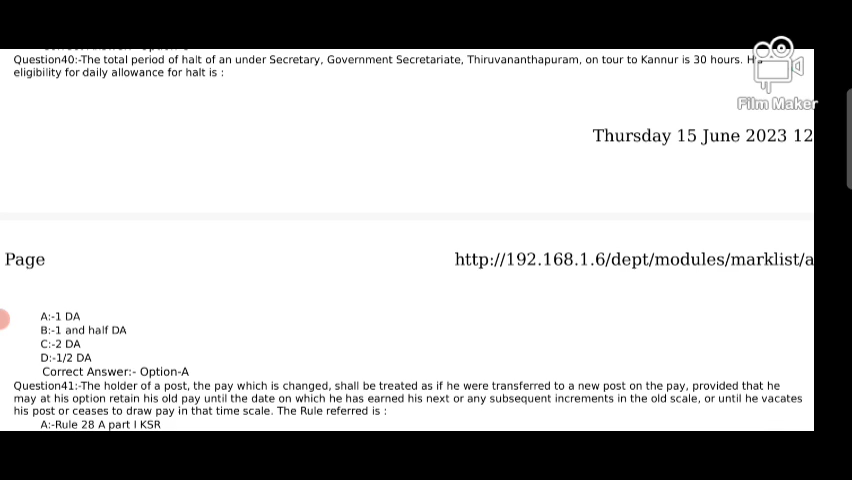 Question40:-The total period of halt of an under Secretary, Government Secretariate, Thiruvananthapuram, on tour to Kannur is 30 hours.
eligibility for daily allowance for halt is :
Film Maker
Thursday 15 June 2023 12
Page
http://192.168.1.6/dept/modules/marklist/a
A:-1 DA
B:-1 and half DA
C:-2 DA
D:-1/2 DA
Correct Answer:- Option-A
Question41:-The holder of a post, the pay which is changed, shall be treated as if he were transferred to a new post on the pay, provided that he
may at his option retain his old pay until the date on which he has earned his next or any subsequent increments in the old scale, or until he vacates
his post or ceases to draw pay in that time scale. The Rule referred is :
A:-Rule 28 A part I KSR